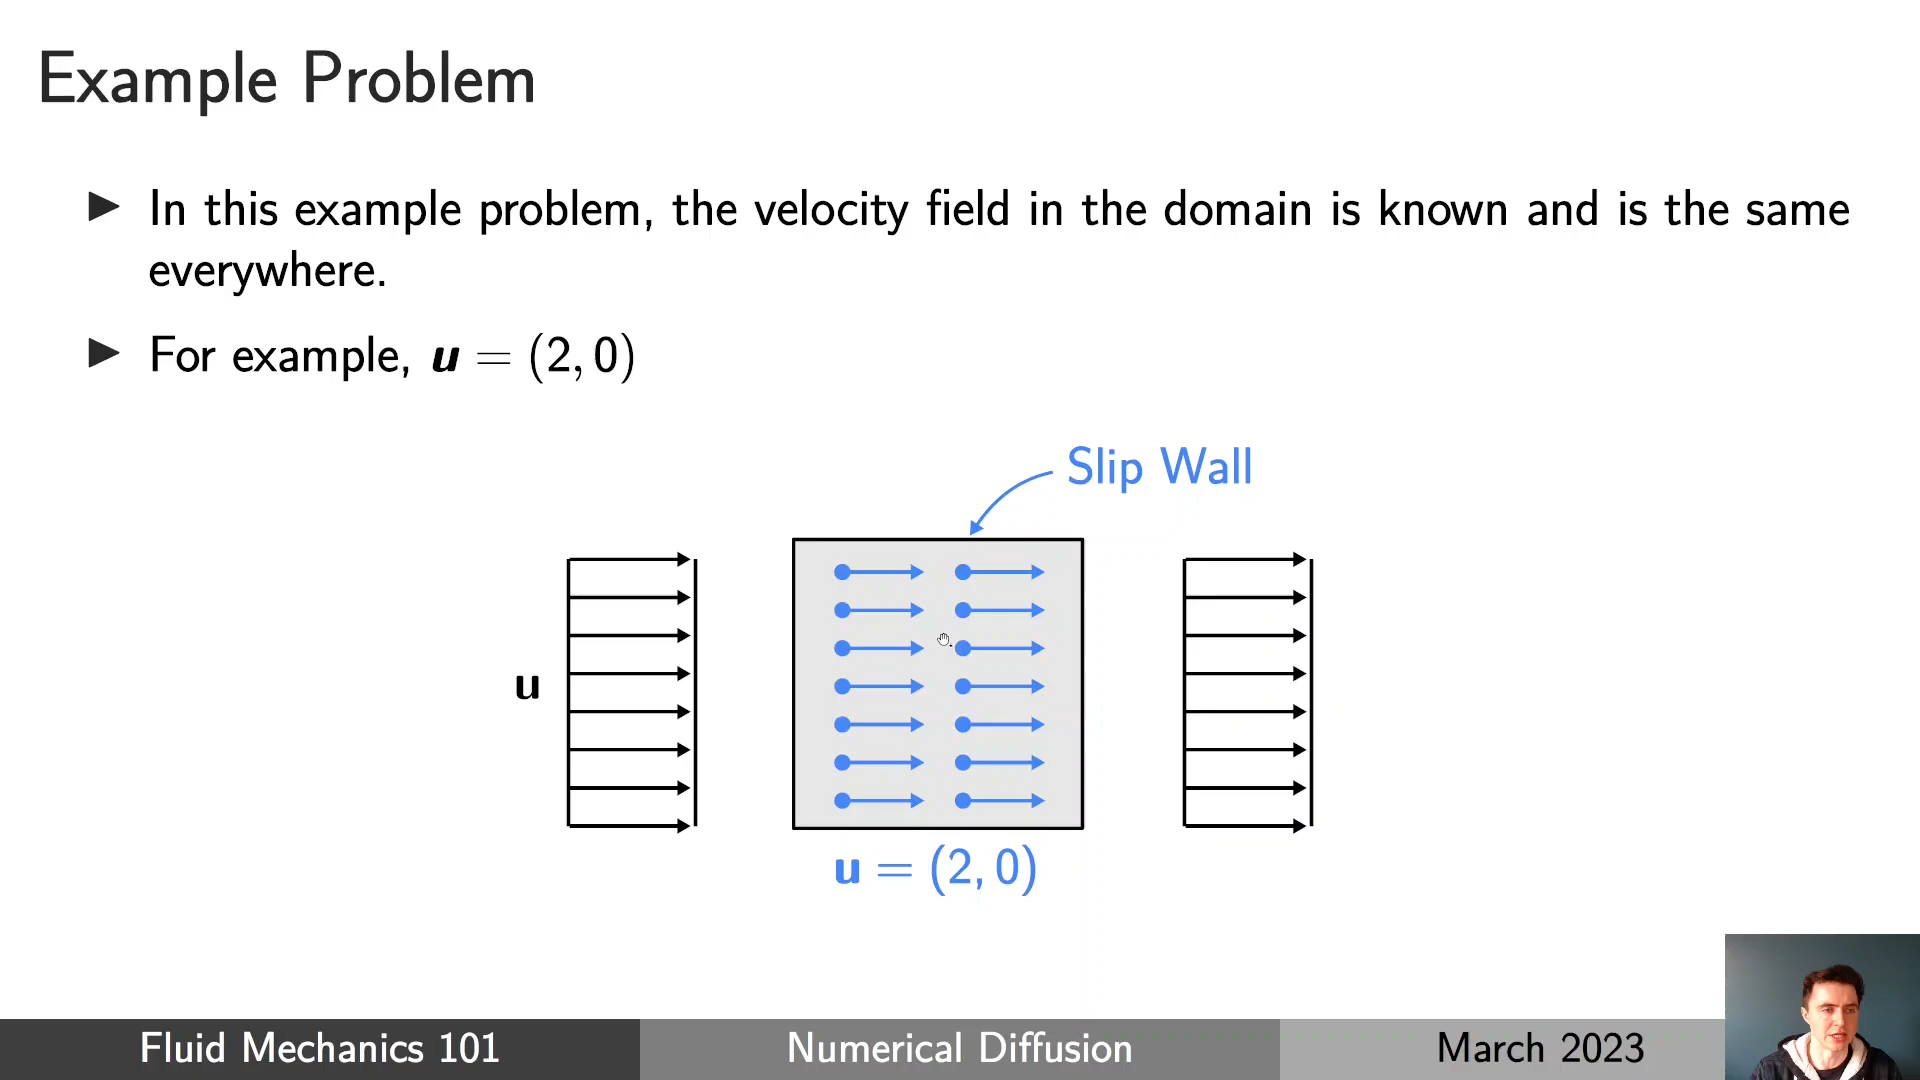 Example Problem
▶ In this example problem, the velocity field in the domain is known and is the same
everywhere.
▶ For example, u = (2, 0)
Slip Wall
u
u = (2, 0)
Fluid Mechanics 101
Numerical Diffusion
March 2023